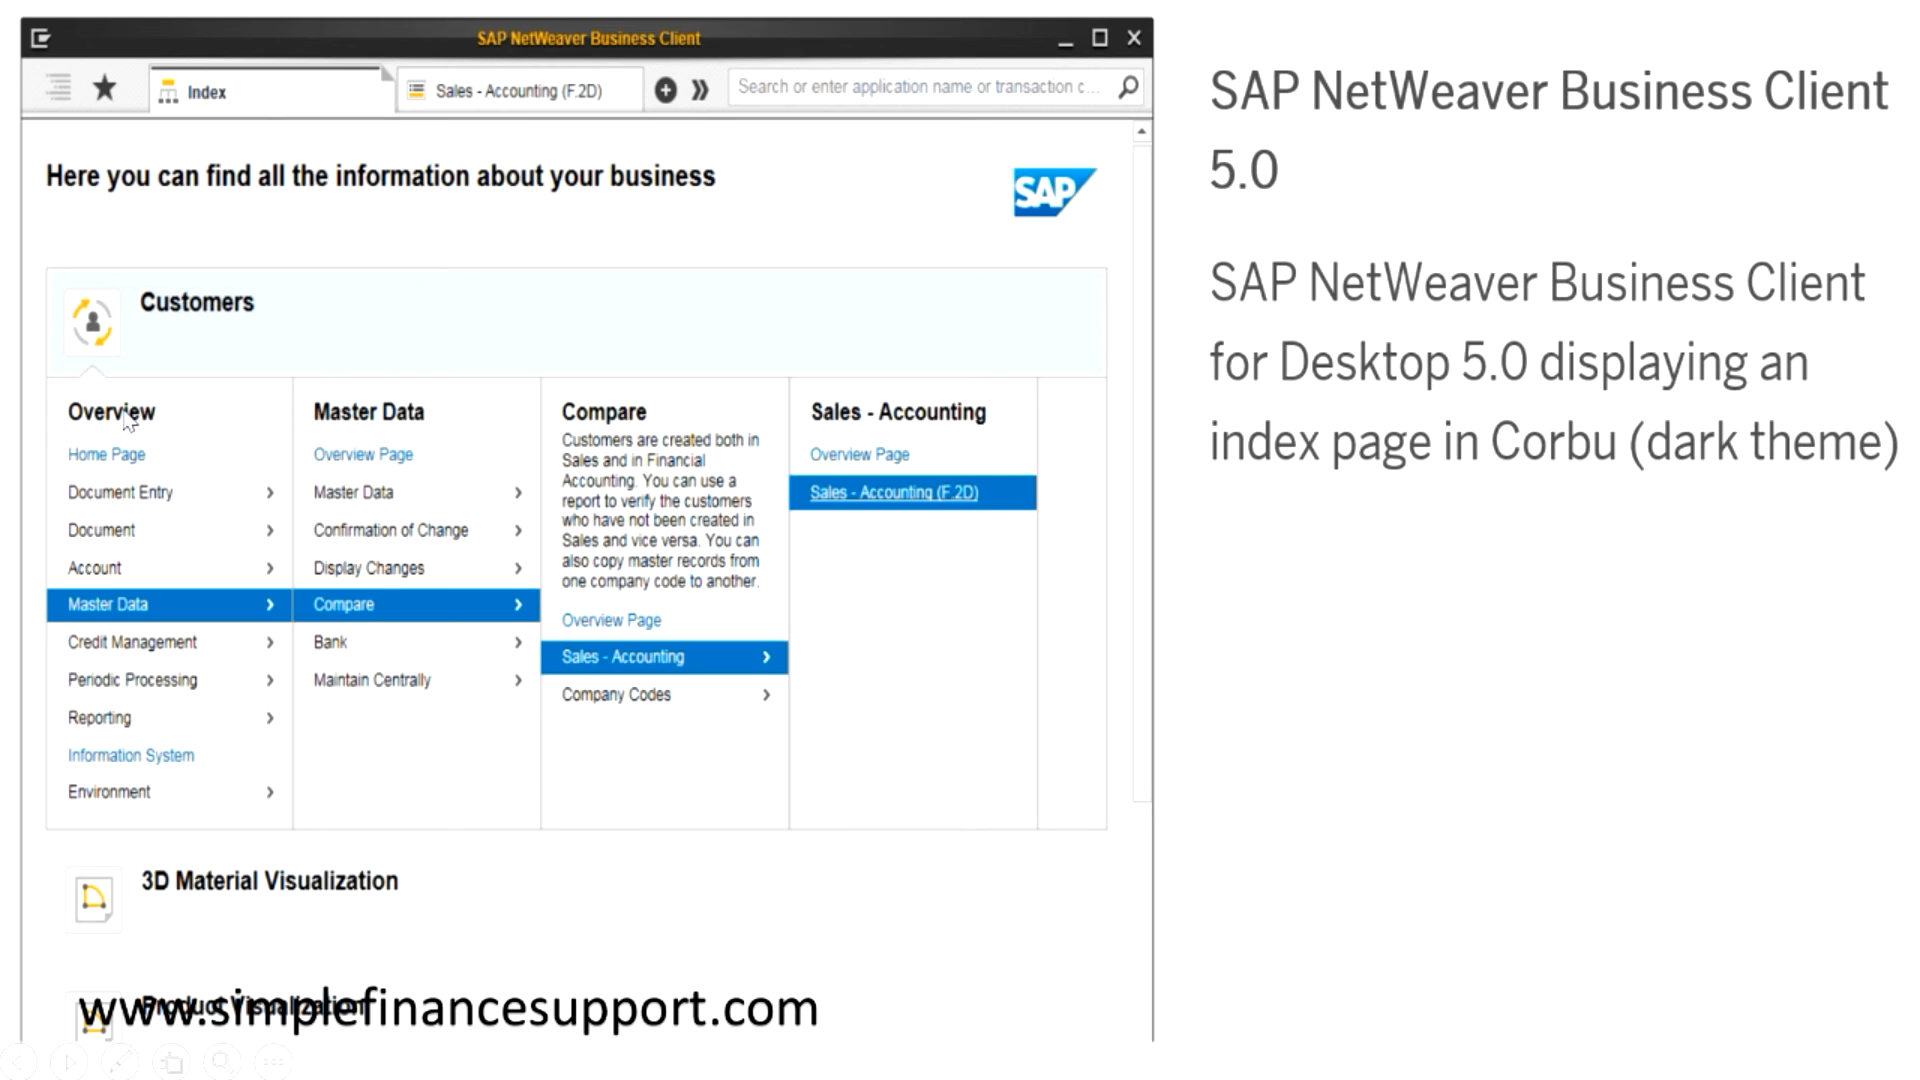 SAP NetWeaver Business Client
Index
Sales - Accounting (F.2D)
Search or enter application name or transaction c...
Here you can find all the information about your business
SAP
Customers
Overview
Home Page
Document Entry
Document
Account
Master Data
Credit Management
Periodic Processing
Reporting
Information System
Environment
Master Data
Overview Page
Master Data
Confirmation of Change
Display Changes
Compare
Bank
Maintain Centrally
Compare
Customers are created both in
Sales and in Financial
Accounting. You can use a
report to verify the customers
who have not been created in
Sales and vice versa. You can
also copy master records from
one company code to another.
Overview Page
Sales - Accounting
Company Codes
Sales - Accounting
Overview Page
Sales - Accounting (F.2D)
3D Material Visualization
Product Visualization
www.simplefinancesupport.com
SAP NetWeaver Business Client
5.0
SAP NetWeaver Business Client
for Desktop 5.0 displaying an
index page in Corbu (dark theme)